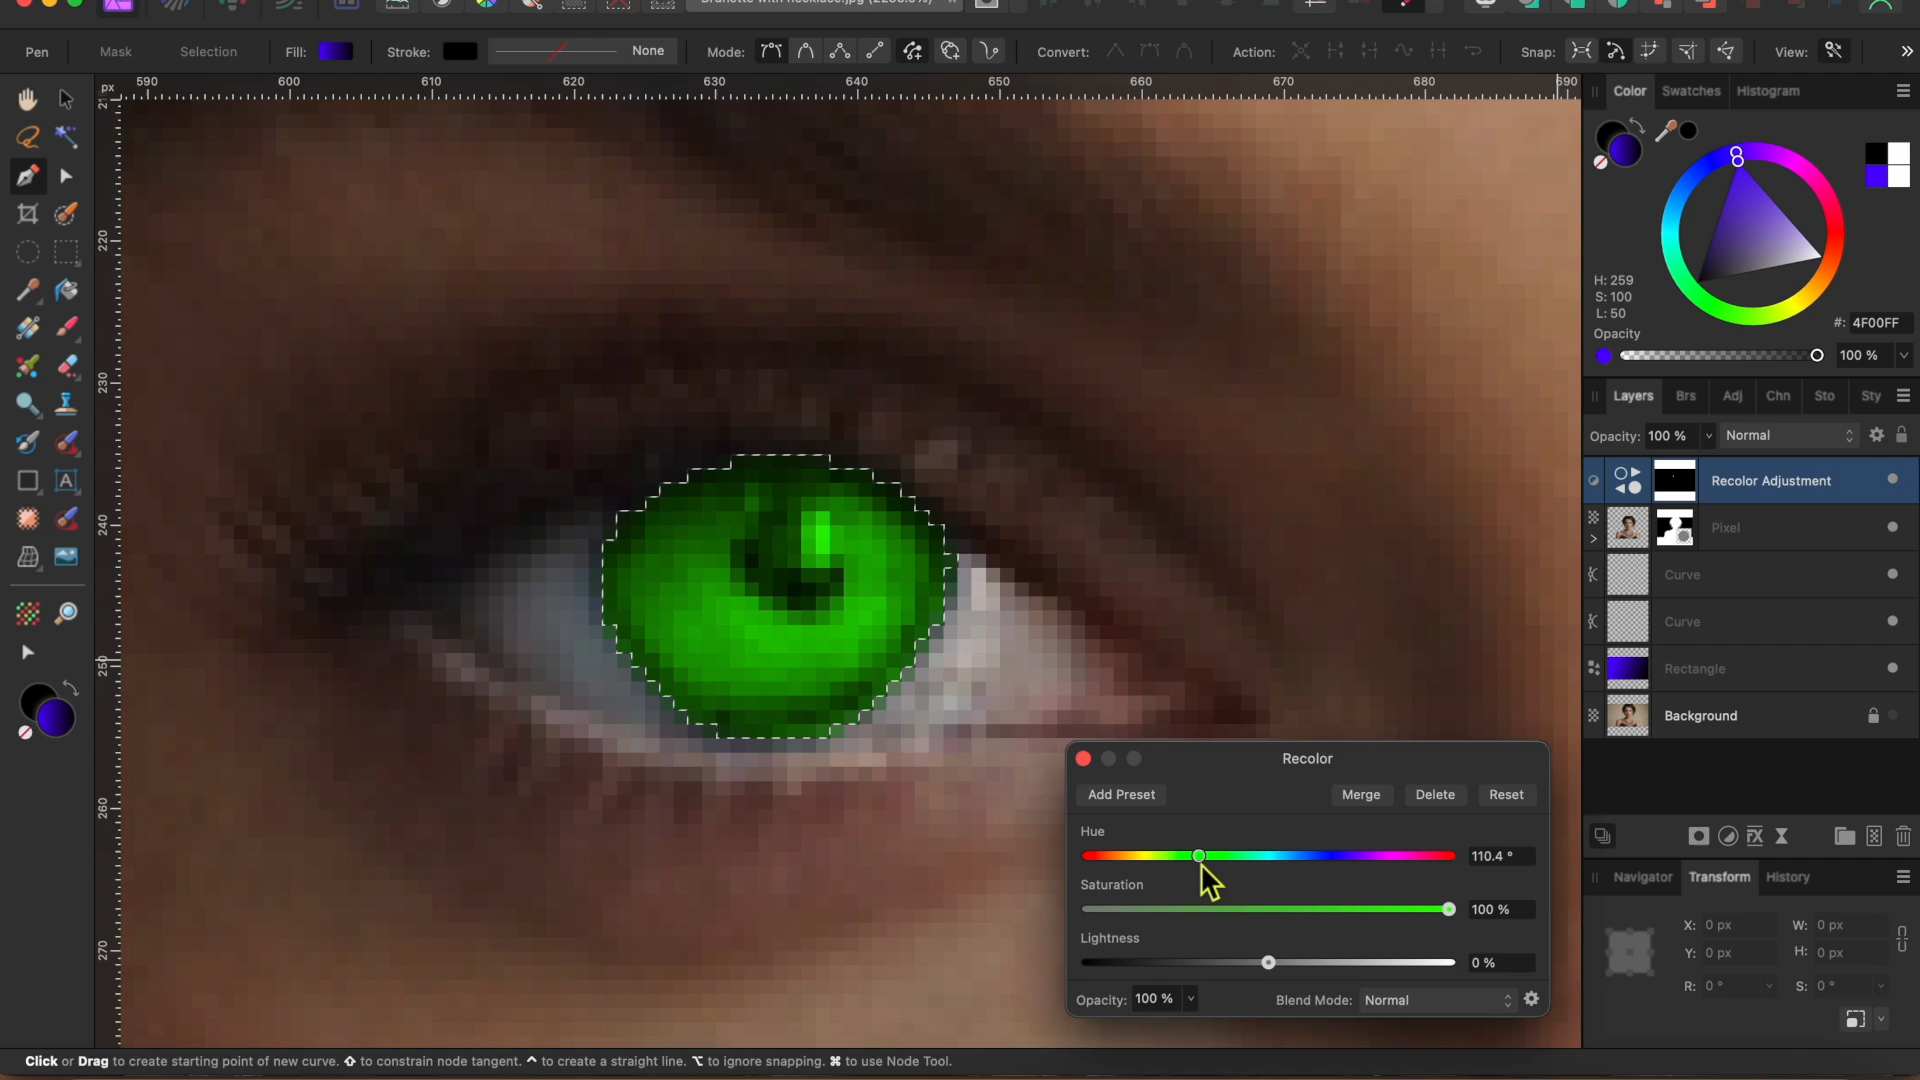 Pen Mask Selection Fill: Stroke: None Mode: Convert: Action: Snap: View:
px 590 600 610 620 630 640 650 660 670 680 690
220
230
240
250
260
270
Color Swatches Histogram
H: 259
S: 100
L: 50
#: 4F00FF
Opacity
100 %
Layers Brs Adj Chn Sto Sty
Opacity: 100 % Normal
Recolor Adjustment
Pixel
Curve
Curve
Rectangle
Background
Navigator Transform History
X: 0 px W: 0 px
Y: 0 px H: 0 px
R: 0 ° S: 0 °
Recolor
Add Preset Merge Delete Reset
Hue
110.4 °
Saturation
100 %
Lightness
0 %
Opacity: 100 % Blend Mode: Normal
Click or Drag to create starting point of new curve. ⇧ to constrain node tangent. ^ to create a straight line. ⌥ to ignore snapping. ⌘ to use Node Tool.